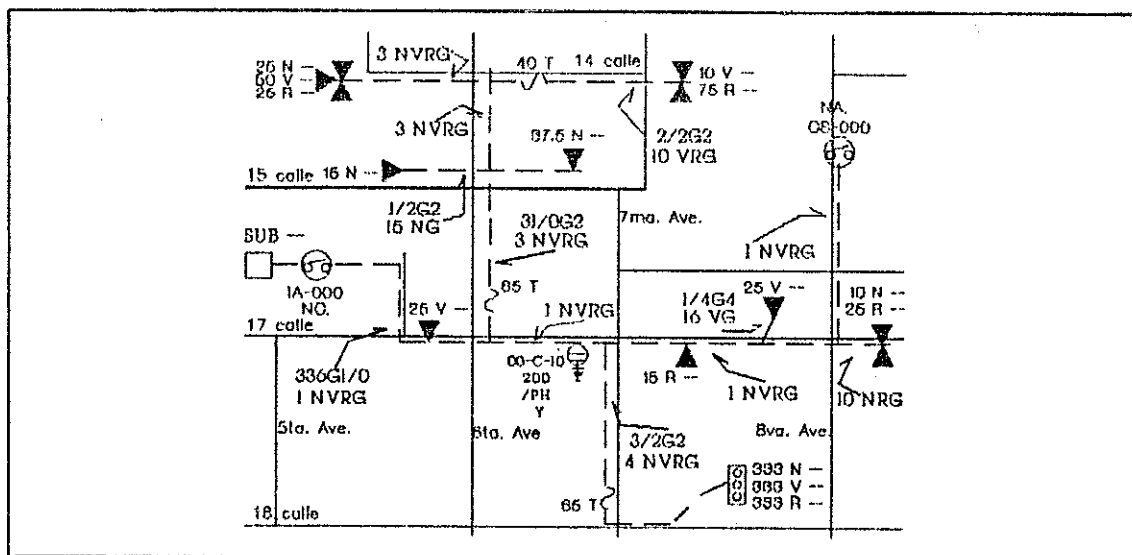 3 NVRG
25 N --
50 V --
25 R --
40 T
14 calle
10 V --
75 R --
3 NVRG
37.5 N --
2/2G2
10 VRG
NA.
15 N --
15 calle
1/2G2
15 NG
31/0G2
3 NVRG
7ma. Ave.
1 NVRG
SUB --
1A-000
NO.
65 T
25 V --
1 NVRG
25 V --
1/4G4
16 VG
10 N --
25 R --
17 calle
336G1/0
1 NVRG
00-C-10
200
/PH
Y
15 R --
1 NVRG
10 NRG
5ta. Ave.
6ta. Ave
3/2G2
4 NVRG
8va. Ave.
65 T
333 N --
333 V --
333 R --
18 calle